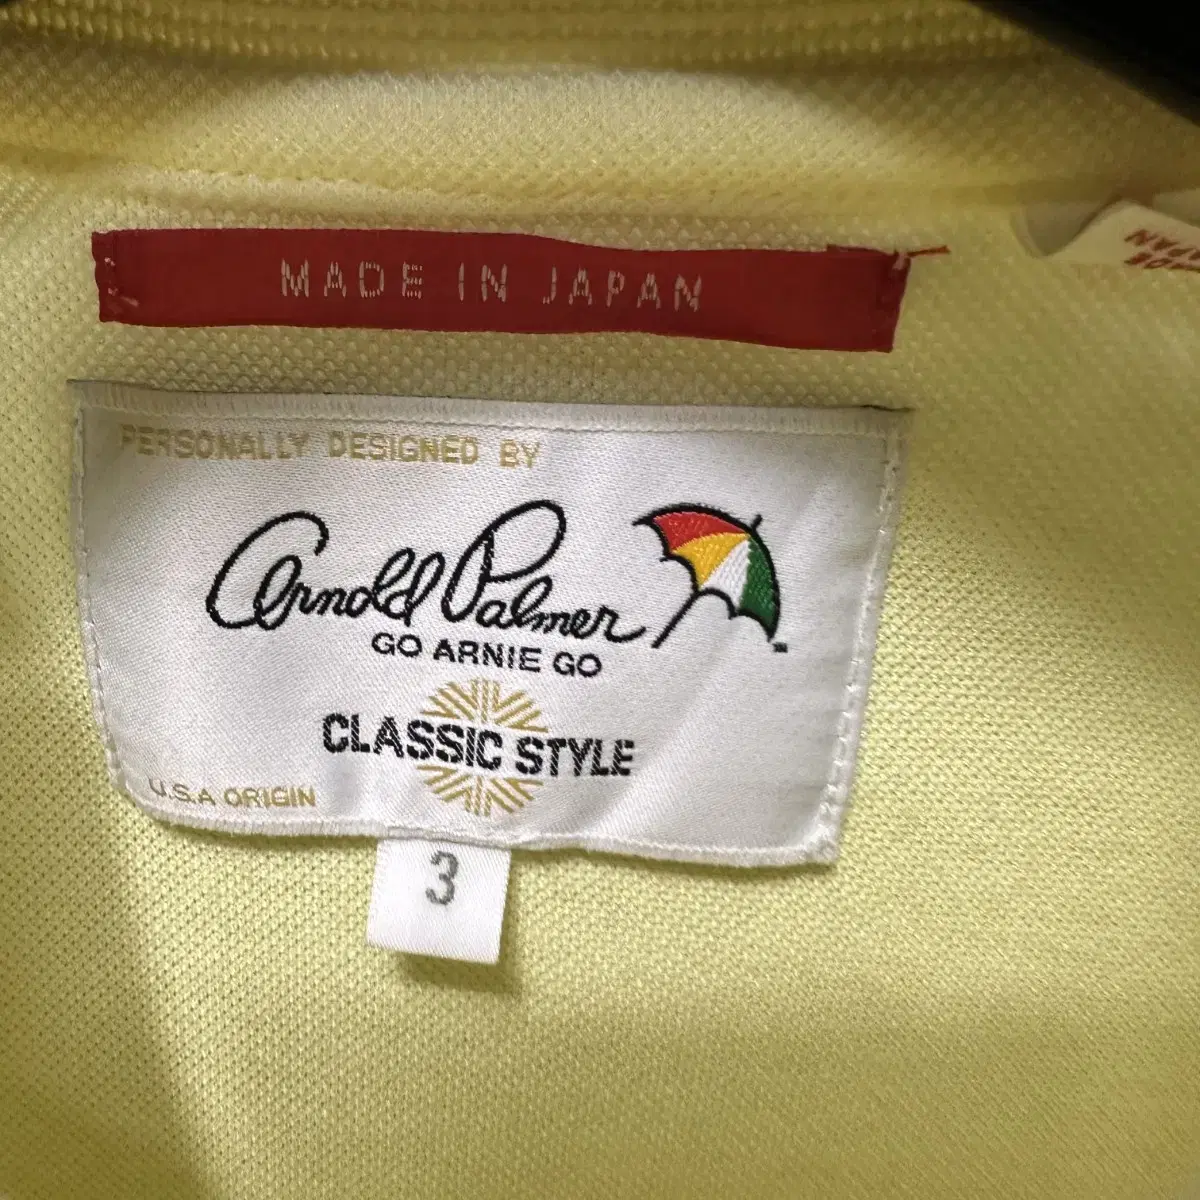 MADE IN JAPAN
PERSONALLY DESIGNED BY
Arnold Palmer
GO ARNIE GO
CLASSIC STYLE
U.S.A ORIGIN
3